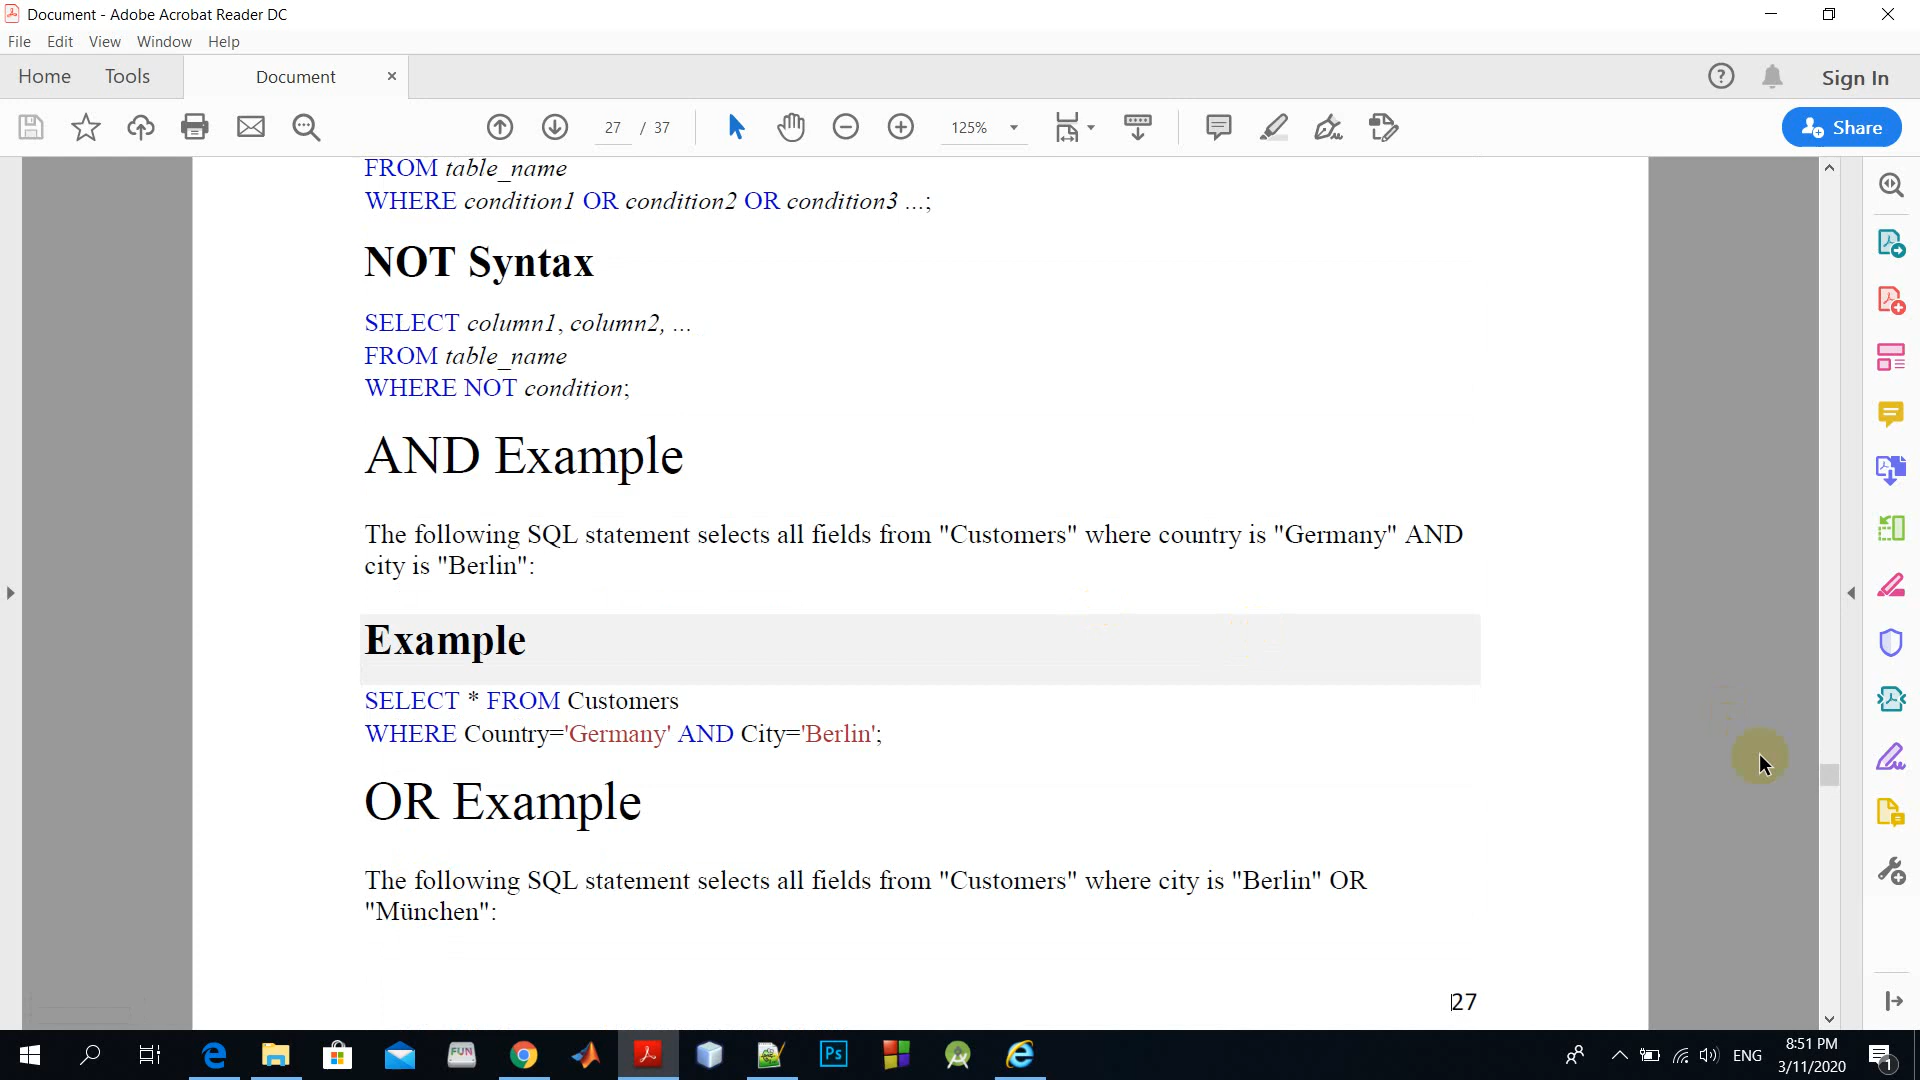 Document - Adobe Acrobat Reader DC
File Edit View Window Help
Home Tools Document Sign In
27 / 37 125% Share
FROM table_name
WHERE condition1 OR condition2 OR condition3 ...;
NOT Syntax
SELECT column1, column2, ...
FROM table_name
WHERE NOT condition;
AND Example
The following SQL statement selects all fields from "Customers" where country is "Germany" AND
city is "Berlin":
Example
SELECT * FROM Customers
WHERE Country='Germany' AND City='Berlin';
OR Example
The following SQL statement selects all fields from "Customers" where city is "Berlin" OR
"München":
27
FUN
Ps
ENG
8:51 PM
3/11/2020
1